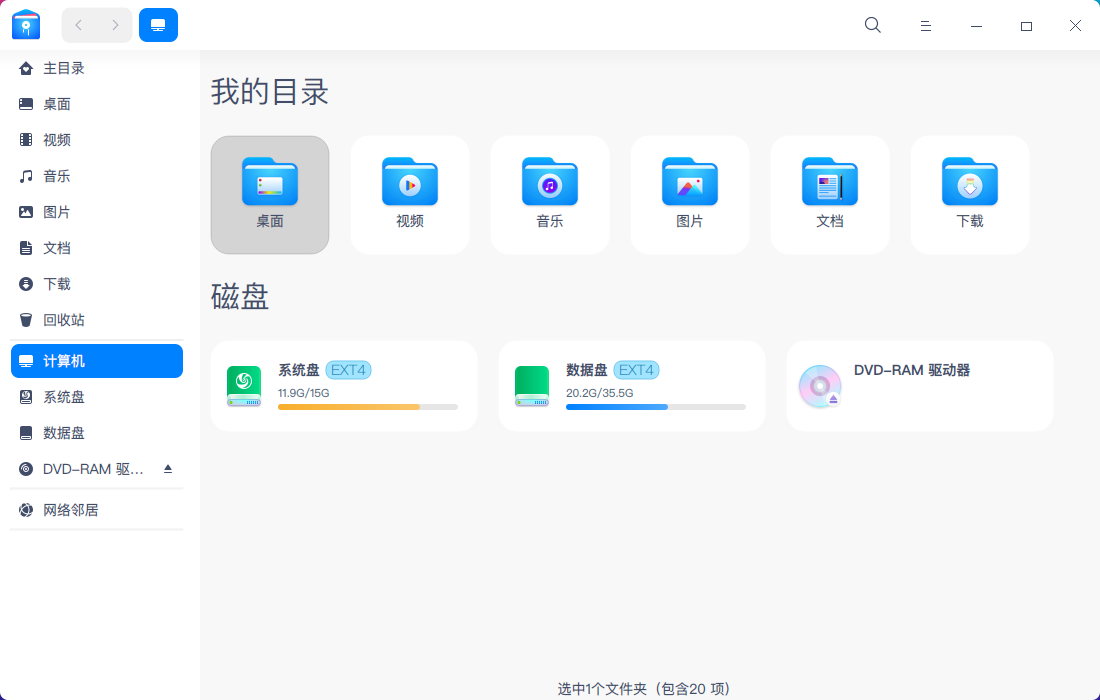 主目录
桌面
视频
音乐
图片
文档
下载
回收站
计算机
系统盘
数据盘
DVD-RAM 驱...
网络邻居
我的目录
桌面
视频
音乐
图片
文档
下载
磁盘
系统盘 EXT4
11.9G/15G
数据盘 EXT4
20.2G/35.5G
DVD-RAM 驱动器
选中1个文件夹（包含20 项）